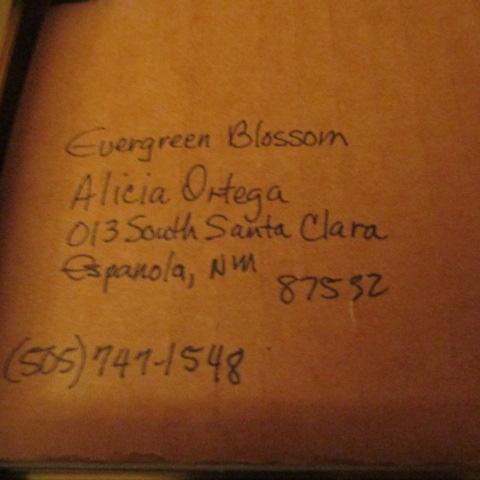 Evergreen Blossom
Alicia Ortega
013 South Santa Clara
Espanola, NM
87532
(505) 747-1548